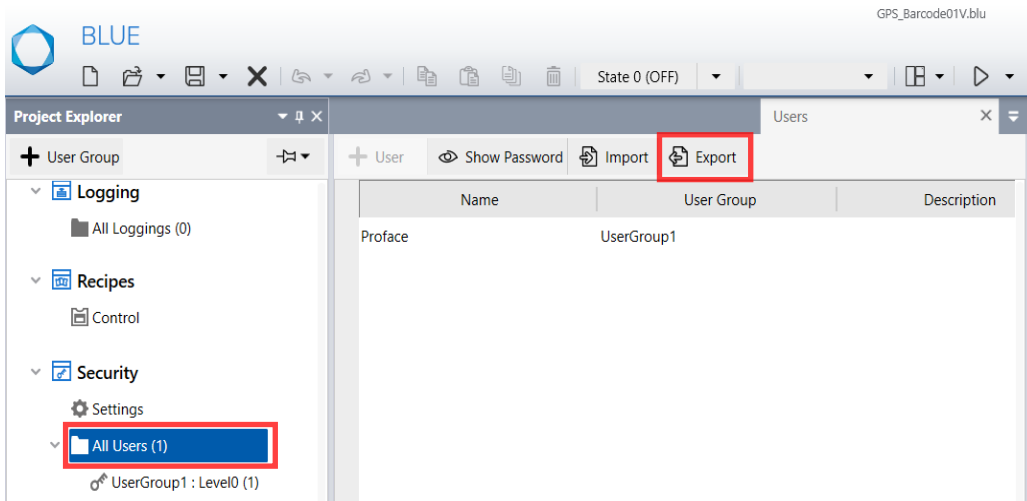 GPS_Barcode01V.blu
BLUE
State 0 (OFF)
Project Explorer
Users
User Group
User
Show Password
Import
Export
Logging
All Loggings (0)
Recipes
Control
Security
Settings
All Users (1)
UserGroup1 : Level0 (1)
Name
User Group
Description
Proface
UserGroup1